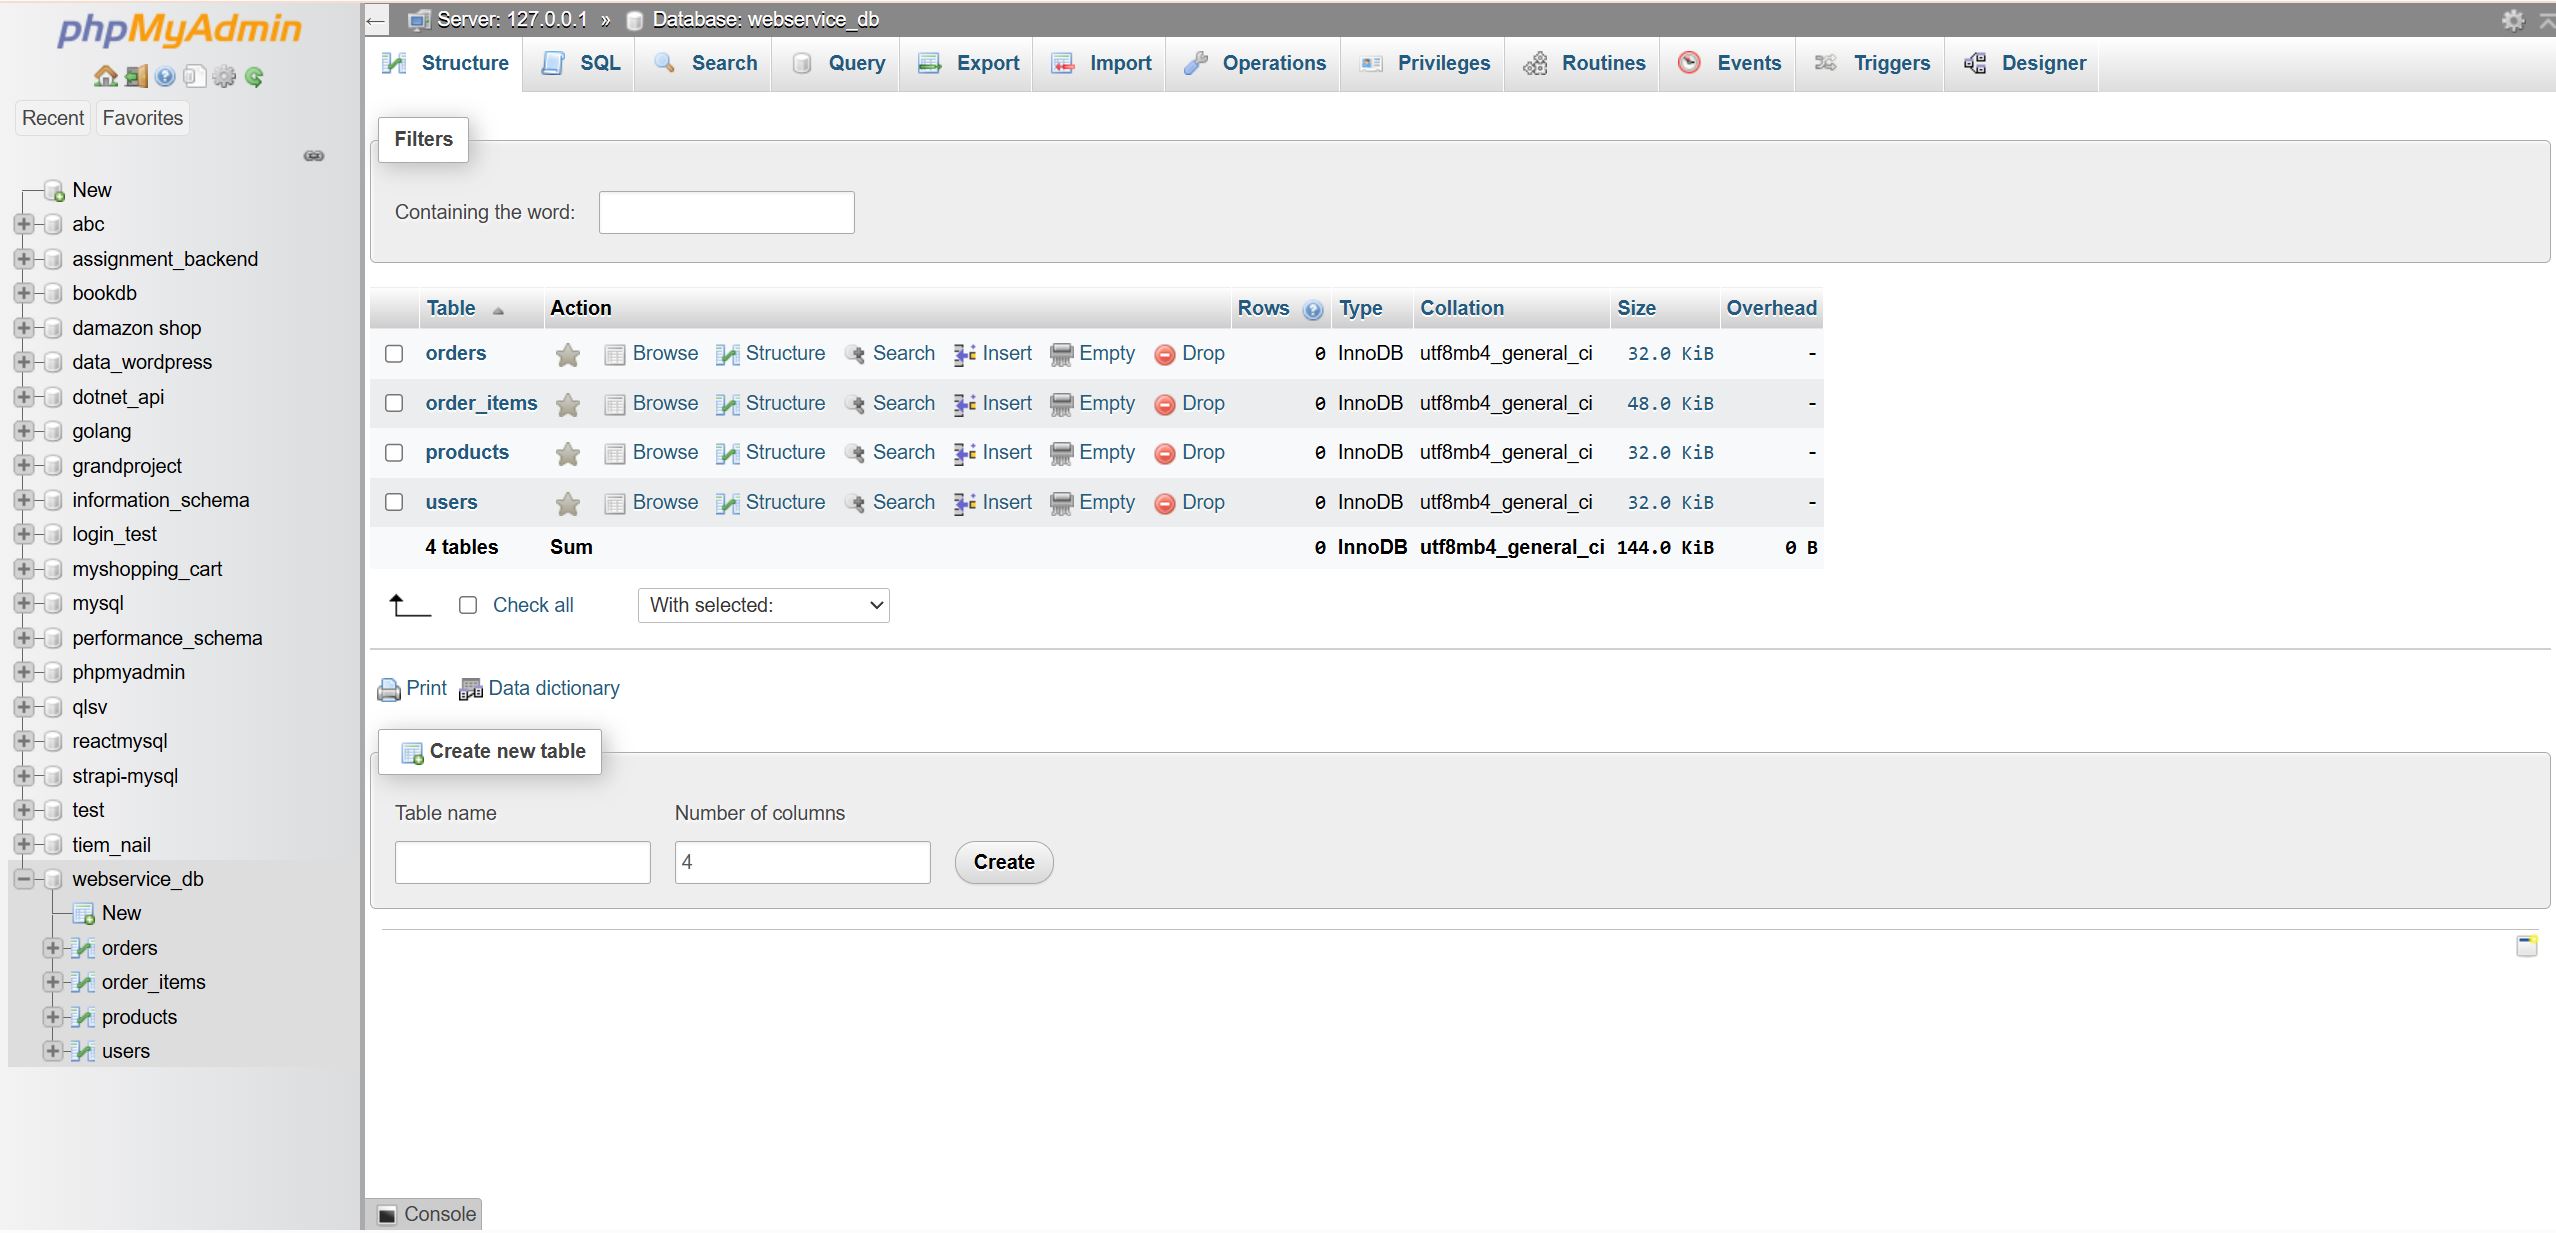 phpMyAdmin
Recent Favorites
New
abc
assignment_backend
bookdb
damazon shop
data_wordpress
dotnet_api
golang
grandproject
information_schema
login_test
myshopping_cart
mysql
performance_schema
phpmyadmin
qlsv
reactmysql
strapi-mysql
test
tiem_nail
webservice_db
New
orders
order_items
products
users
← Server: 127.0.0.1 » Database: webservice_db
Structure SQL Search Query Export Import Operations Privileges Routines Events Triggers Designer
Filters
Containing the word:
Table Action Rows Type Collation Size Overhead
orders Browse Structure Search Insert Empty Drop 0 InnoDB utf8mb4_general_ci 32.0 KiB -
order_items Browse Structure Search Insert Empty Drop 0 InnoDB utf8mb4_general_ci 48.0 KiB -
products Browse Structure Search Insert Empty Drop 0 InnoDB utf8mb4_general_ci 32.0 KiB -
users Browse Structure Search Insert Empty Drop 0 InnoDB utf8mb4_general_ci 32.0 KiB -
4 tables Sum 0 InnoDB utf8mb4_general_ci 144.0 KiB 0 B
Check all With selected:
Print Data dictionary
Create new table
Table name Number of columns
4 Create
Console